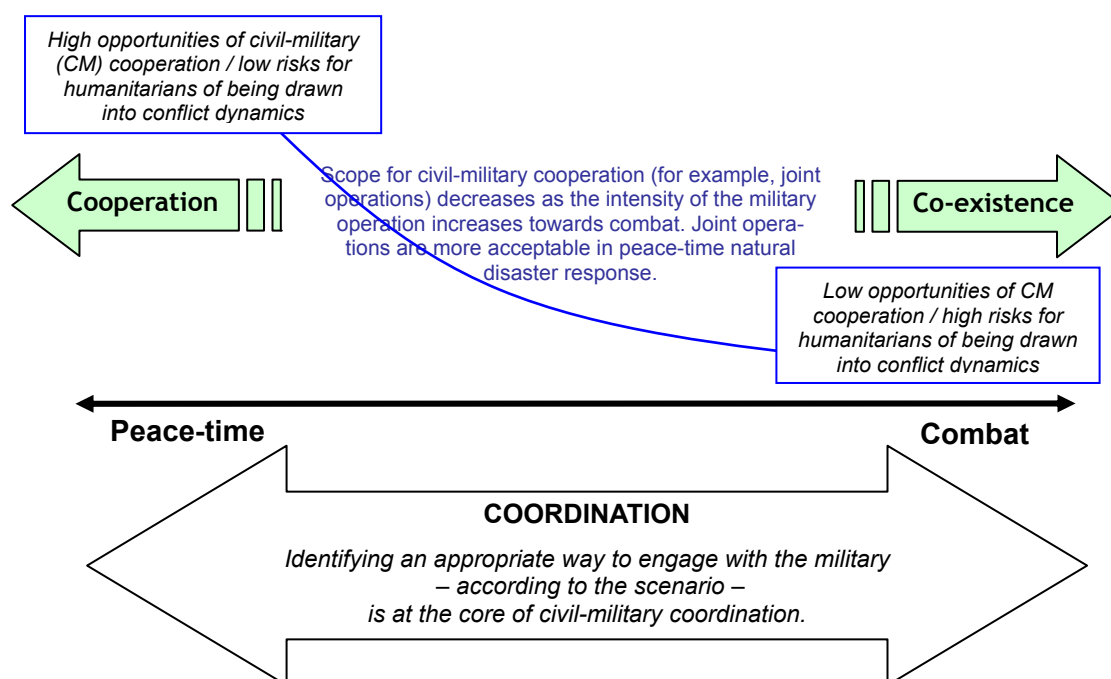 High opportunities of civil-military
(CM) cooperation / low risks for
humanitarians of being drawn
into conflict dynamics
Cooperation
Scope for civil-military cooperation (for example, joint
operations) decreases as the intensity of the military
operation increases towards combat. Joint opera-
tions are more acceptable in peace-time natural
disaster response.
Co-existence
Low opportunities of CM
cooperation / high risks for
humanitarians of being drawn
into conflict dynamics
Peace-time
Combat
COORDINATION
Identifying an appropriate way to engage with the military
– according to the scenario –
is at the core of civil-military coordination.